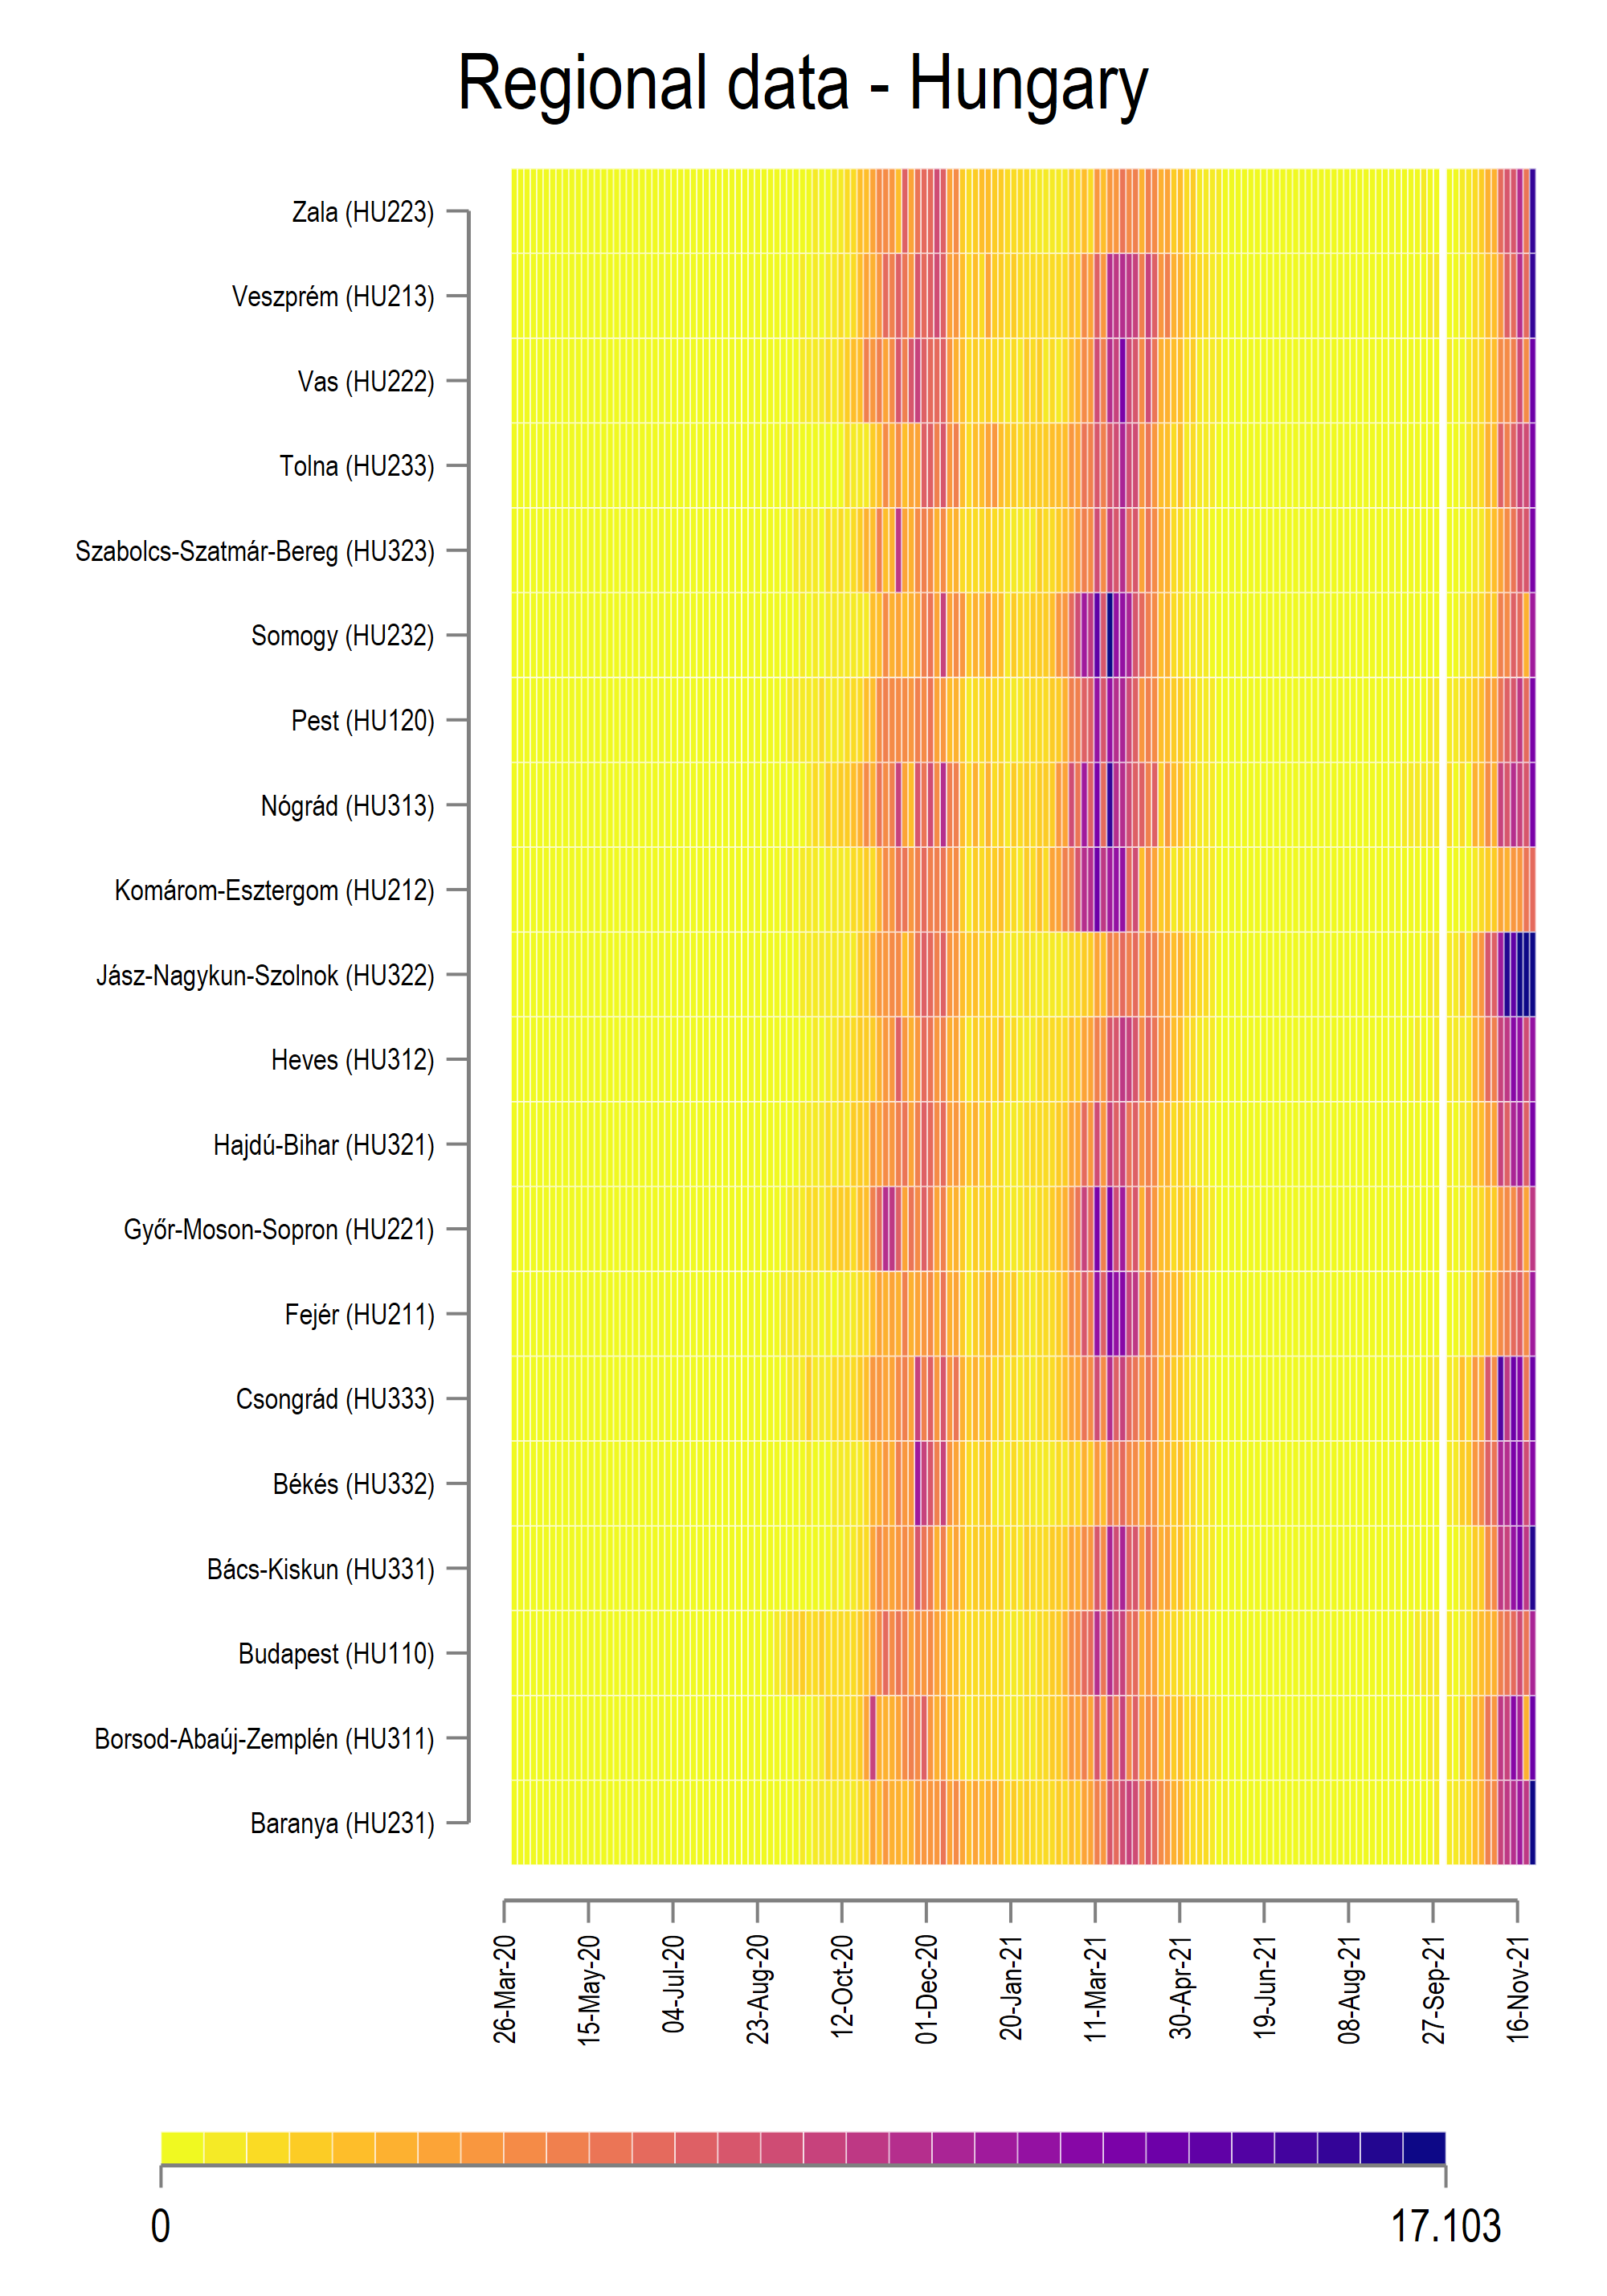 Regional data - Hungary
Zala (HU223)
Veszprém (HU213)
Vas (HU222)
Tolna (HU233)
Szabolcs-Szatmár-Bereg (HU323)
Somogy (HU232)
Pest (HU120)
Nógrád (HU313)
Komárom-Esztergom (HU212)
Jász-Nagykun-Szolnok (HU322)
Heves (HU312)
Hajdú-Bihar (HU321)
Győr-Moson-Sopron (HU221)
Fejér (HU211)
Csongrád (HU333)
Békés (HU332)
Bács-Kiskun (HU331)
Budapest (HU110)
Borsod-Abaúj-Zemplén (HU311)
Baranya (HU231)
26-Mar-20
15-May-20
04-Jul-20
23-Aug-20
12-Oct-20
01-Dec-20
20-Jan-21
11-Mar-21
30-Apr-21
19-Jun-21
08-Aug-21
27-Sep-21
16-Nov-21
0
17.103